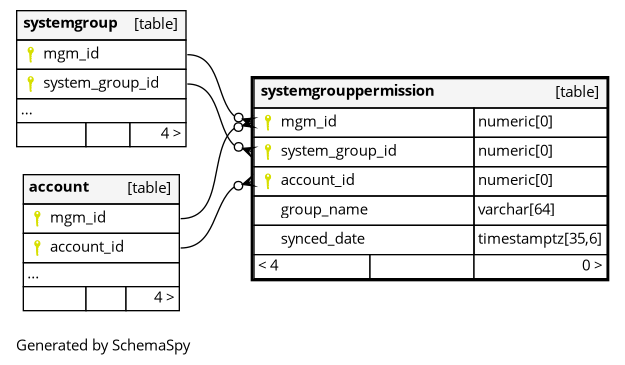 systemgroup [table]
mgm_id
system_group_id
...
4 >
account [table]
mgm_id
account_id
...
4 >
systemgrouppermission [table]
mgm_id numeric[0]
system_group_id numeric[0]
account_id numeric[0]
group_name varchar[64]
synced_date timestamptz[35,6]
< 4 0 >
Generated by SchemaSpy